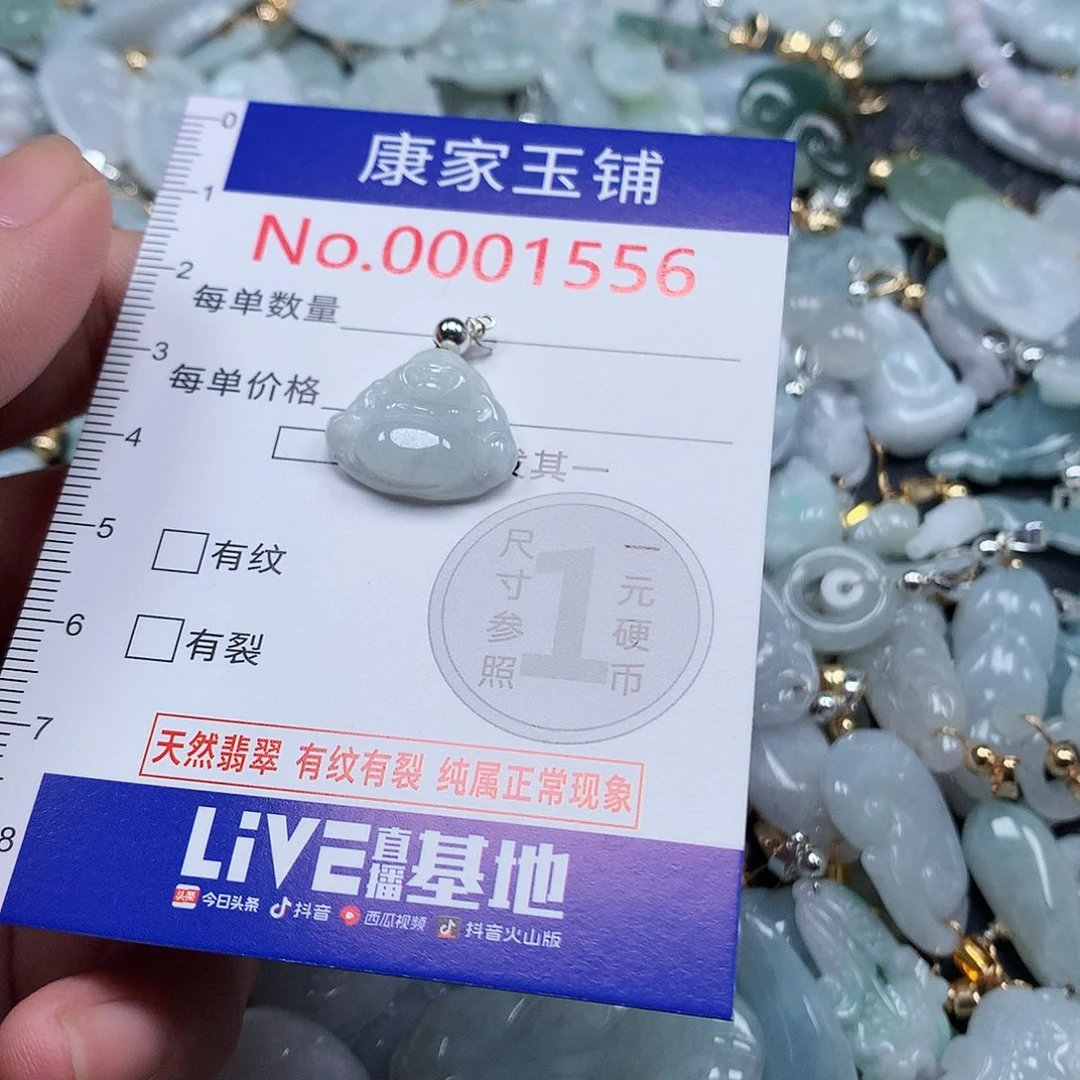 康家玉铺
No.0001556
每单数量
每单价格
发其一
有纹
有裂
尺寸参照
1
一元硬币
天然翡翠 有纹有裂 纯属正常现象
LiVE直播基地
头条 今日头条 抖音 西瓜视频 抖音火山版
0
1
2
3
4
5
6
7
8